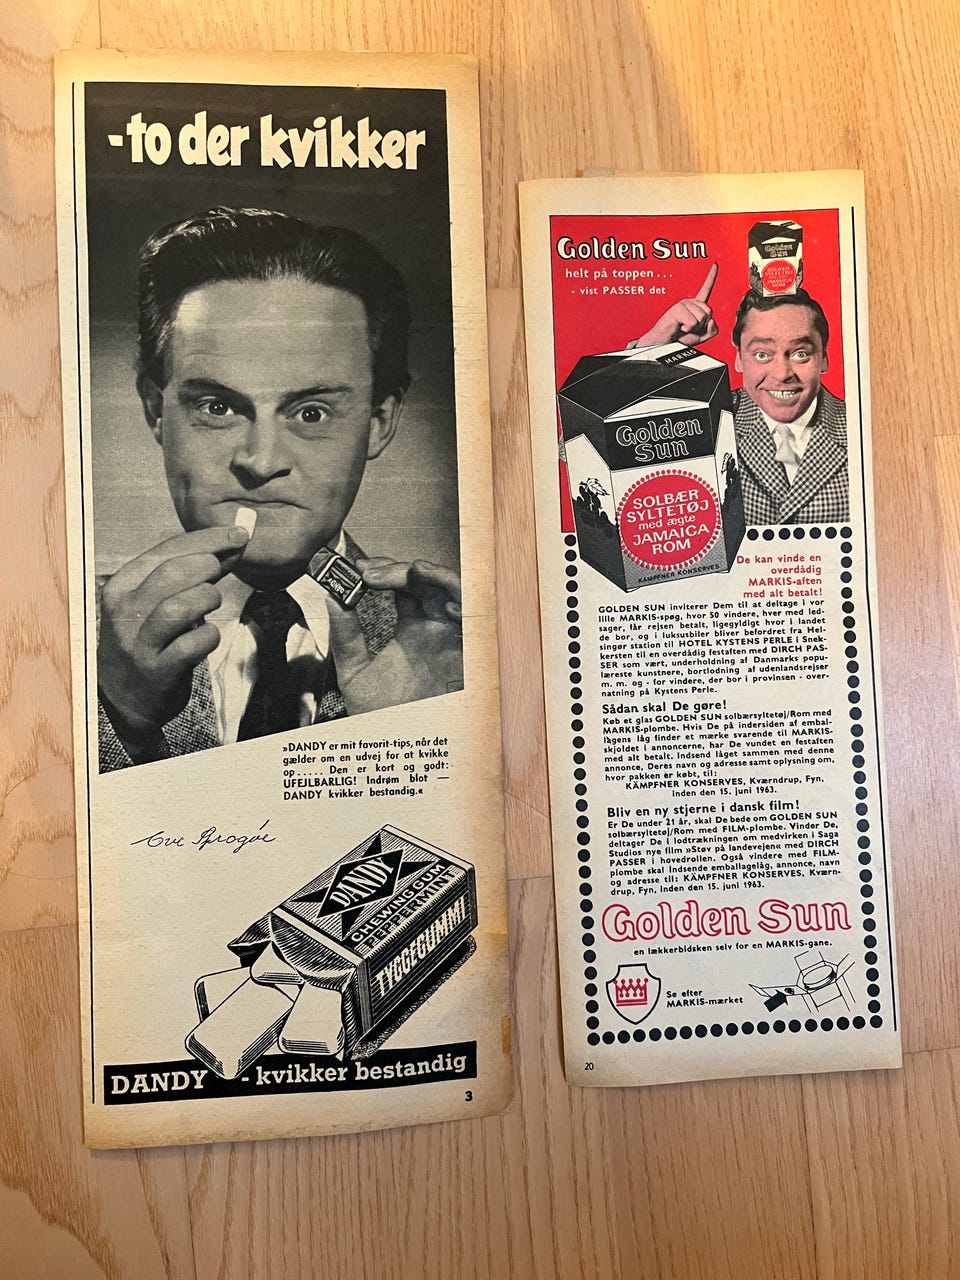 -to der kvikker
DANDY
»DANDY er mit favorit-tips, når det
gælder om en udvej for at kvikke
op..... Den er kort og godt:
UFEJLBARLIG! Indrøm blot —
DANDY kvikker bestandig.«
Ove Sprogøe
DANDY
CHEWING GUM
PEPPERMINT
TYGGEGUMMI
DANDY - kvikker bestandig
3
Golden Sun
helt på toppen...
- vist PASSER det
Golden
Sun
SOLBÆR
SYLTETØJ
med ægte
JAMAICA
ROM
MARKIS
Golden
Sun
SOLBÆR
SYLTETØJ
med ægte
JAMAICA
ROM
KÄMPFNER KONSERVES
De kan vinde en
overdådig
MARKIS-aften
med alt betalt!
GOLDEN SUN inviterer Dem til at deltage i vor
lille MARKIS-spøg, hvor 50 vindere, hver med led-
sager, får rejsen betalt, ligegyldigt hvor i landet
de bor, og i luksusbiler bliver befordret fra Hel-
singør station til HOTEL KYSTENS PERLE i Snek-
kersten til en overdådig festaften med DIRCH PAS-
SER som vært, underholdning af Danmarks popu-
læreste kunstnere, bortlodning af udenlandsrejser
m. m. og - for vindere, der bor i provinsen - over-
natning på Kystens Perle.
Sådan skal De gøre!
Køb et glas GOLDEN SUN solbærsyltetøj/Rom med
MARKIS-plombe. Hvis De på indersiden af embal-
lagens låg finder et mærke svarende til MARKIS-
skjoldet i annoncerne, har De vundet en festaften
med alt betalt. Indsend låget sammen med denne
annonce, Deres navn og adresse samt oplysning om,
hvor pakken er købt, til:
KÄMPFNER KONSERVES, Kværndrup, Fyn,
inden den 15. juni 1963.
Bliv en ny stjerne i dansk film!
Er De under 21 år, skal De bede om GOLDEN SUN
solbærsyltetøj/Rom med FILM-plombe. Vinder De,
deltager De i lodtrækningen om medvirken i Saga
Studios nye film »Støv på landevejen« med DIRCH
PASSER i hovedrollen. Også vindere med FILM-
plombe skal indsende emballagelåg, annonce, navn
og adresse til: KÄMPFNER KONSERVES, Kværn-
drup, Fyn, inden den 15. juni 1963.
Golden Sun
en lækkerbidsken selv for en MARKIS-gane.
Se efter
MARKIS-mærket
20